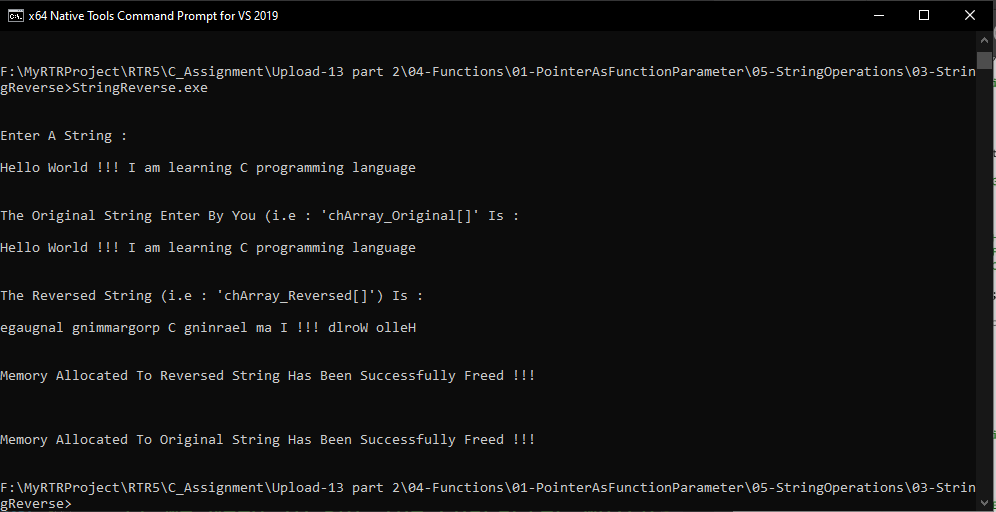 x64 Native Tools Command Prompt for VS 2019
F:\MyRTRProject\RTR5\C_Assignment\Upload-13 part 2\04-Functions\01-PointerAsFunctionParameter\05-StringOperations\03-Strin
gReverse>StringReverse.exe
Enter A String :
Hello World !!! I am learning C programming language
The Original String Enter By You (i.e : 'chArray_Original[]' Is :
Hello World !!! I am learning C programming language
The Reversed String (i.e : 'chArray_Reversed[]') Is :
egaugnal gnimmargorp C gninrael ma I !!! dlroW olleH
Memory Allocated To Reversed String Has Been Successfully Freed !!!
Memory Allocated To Original String Has Been Successfully Freed !!!
F:\MyRTRProject\RTR5\C_Assignment\Upload-13 part 2\04-Functions\01-PointerAsFunctionParameter\05-StringOperations\03-Strin
gReverse>